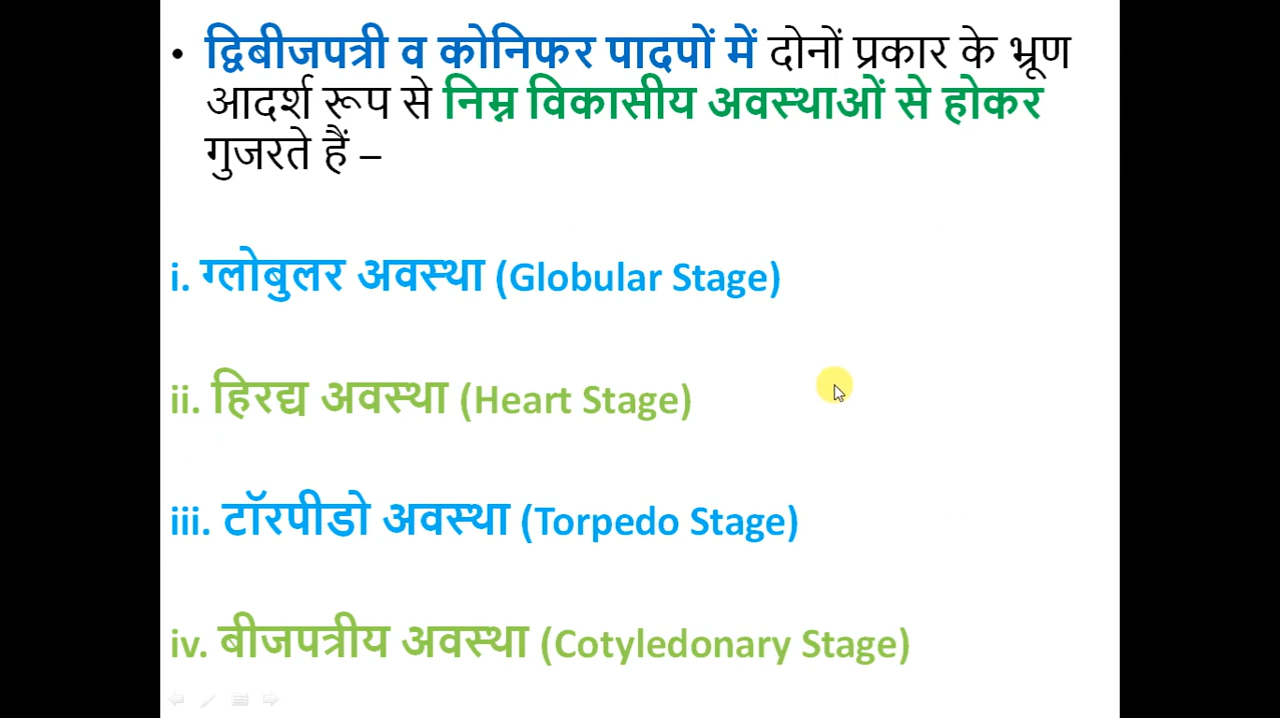 • द्विबीजपत्री व कोनिफर पादपों में दोनों प्रकार के भ्रूण
आदर्श रूप से निम्न विकासीय अवस्थाओं से होकर
गुजरते हैं –
i. ग्लोबुलर अवस्था (Globular Stage)
ii. हिरद्य अवस्था (Heart Stage)
iii. टॉरपीडो अवस्था (Torpedo Stage)
iv. बीजपत्रीय अवस्था (Cotyledonary Stage)